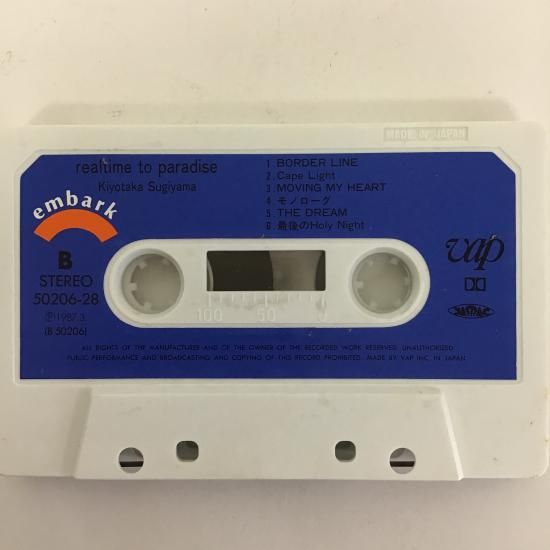 MADE IN JAPAN
realtime to paradise
Kiyotaka Sugiyama
embark
B
STEREO
50206-28
Ⓟ1987.3.
(B 50206)
1. BORDER LINE
2. Cape Light
3. MOVING MY HEART
4. モノローグ
5. THE DREAM
6. 最後のHoly Night
vap
JASRAC
100 50 0
ALL RIGHTS OF THE MANUFACTURER AND OF THE OWNER OF THE RECORDED WORK RESERVED. UNAUTHORIZED
PUBLIC PERFORMANCE AND BROADCASTING AND COPYING OF THIS RECORD PROHIBITED. MADE BY VAP INC. IN JAPAN